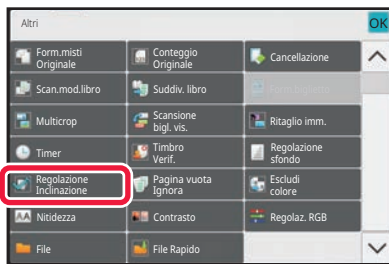 Altri
OK
Form.misti
Originale
Conteggio
Originale
Cancellazione
Scan.mod.libro
Suddiv. libro
Multicrop
Scansione
bigl. vis.
Ritaglio imm.
Timer
Timbro
Verif.
Regolazione
sfondo
Regolazione
Inclinazione
Pagina vuota
Ignora
Escludi
colore
AA Nitidezza
Contrasto
Regolaz. RGB
File
File Rapido